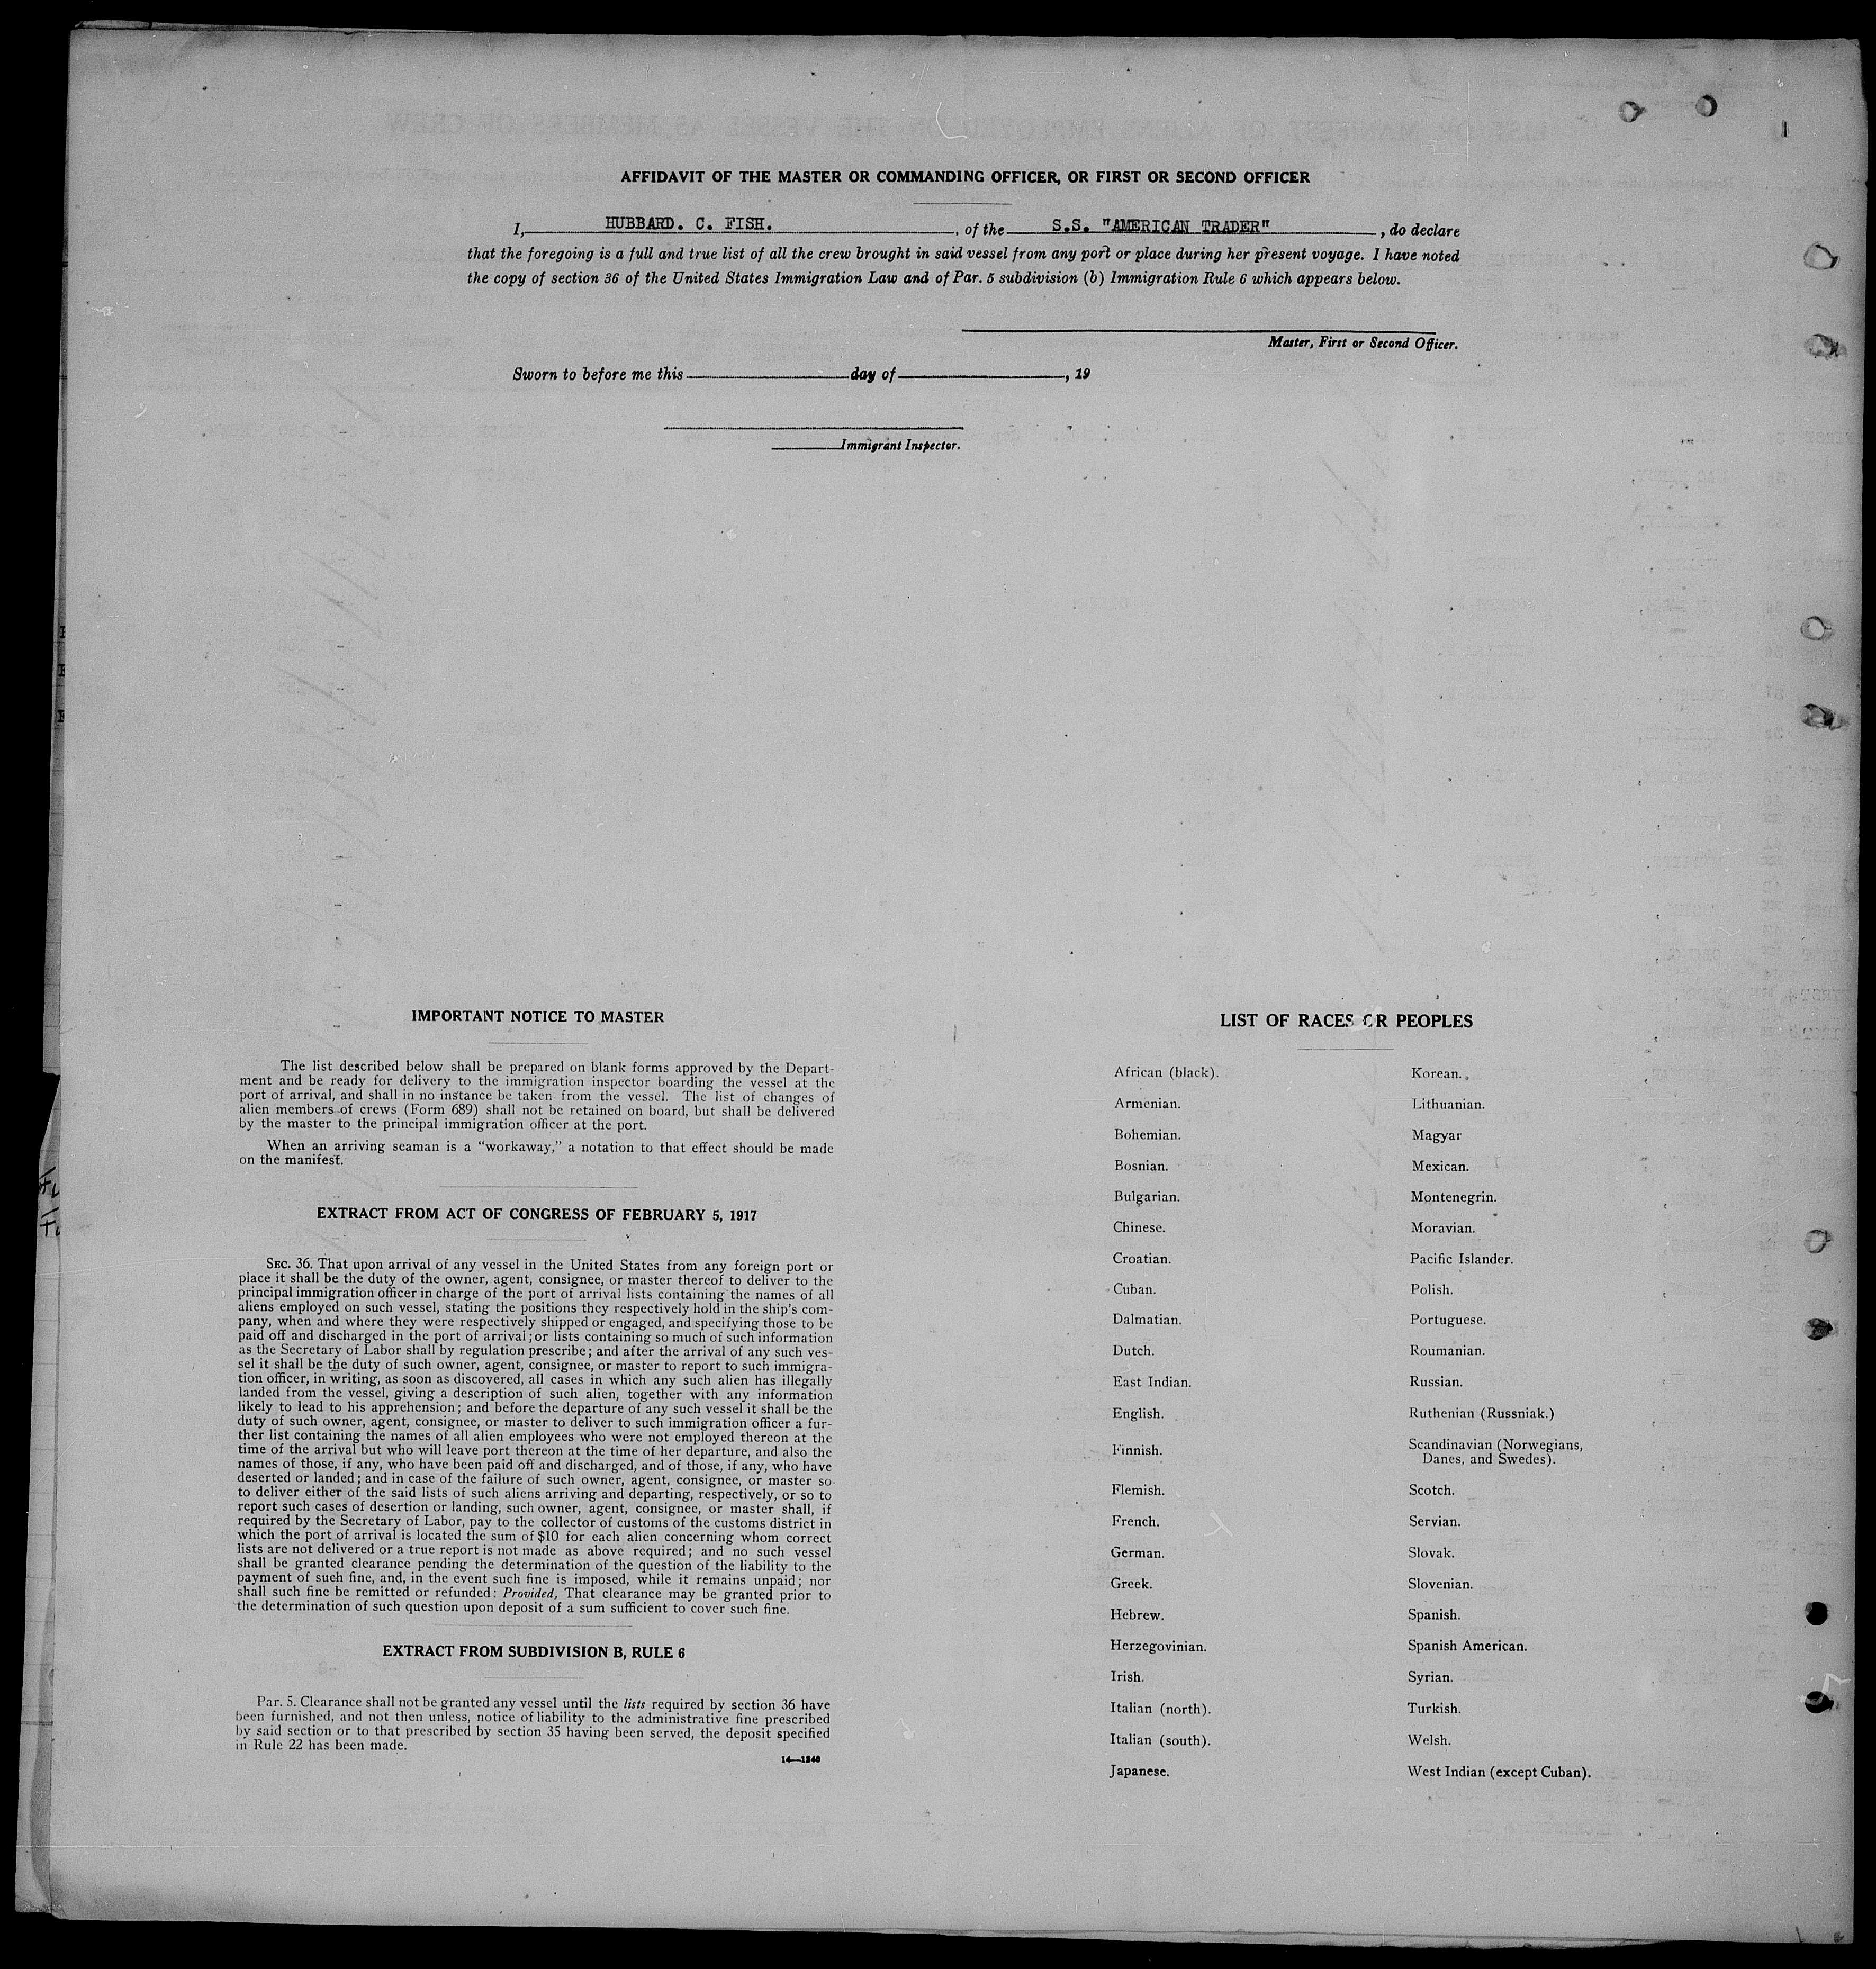 AFFIDAVIT OF THE MASTER OR COMMANDING OFFICER, OR FIRST OR SECOND OFFICER
I, HUBBARD. C. FISH. , of the S.S. "AMERICAN TRADER" , do declare
that the foregoing is a full and true list of all the crew brought in said vessel from any port or place during her present voyage. I have noted
the copy of section 36 of the United States Immigration Law and of Par. 5 subdivision (b) Immigration Rule 6 which appears below.
Master, First or Second Officer.
Sworn to before me this day of , 19
Immigrant Inspector.
IMPORTANT NOTICE TO MASTER
The list described below shall be prepared on blank forms approved by the Depart-
ment and be ready for delivery to the immigration inspector boarding the vessel at the
port of arrival, and shall in no instance be taken from the vessel. The list of changes of
alien members of crews (Form 689) shall not be retained on board, but shall be delivered
by the master to the principal immigration officer at the port.
When an arriving seaman is a “workaway,” a notation to that effect should be made
on the manifest.
EXTRACT FROM ACT OF CONGRESS OF FEBRUARY 5, 1917
SEC. 36. That upon arrival of any vessel in the United States from any foreign port or
place it shall be the duty of the owner, agent, consignee, or master thereof to deliver to the
principal immigration officer in charge of the port of arrival lists containing the names of all
aliens employed on such vessel, stating the positions they respectively hold in the ship's com-
pany, when and where they were respectively shipped or engaged, and specifying those to be
paid off and discharged in the port of arrival; or lists containing so much of such information
as the Secretary of Labor shall by regulation prescribe; and after the arrival of any such ves-
sel it shall be the duty of such owner, agent, consignee, or master to report to such immigra-
tion officer, in writing, as soon as discovered, all cases in which any such alien has illegally
landed from the vessel, giving a description of such alien, together with any information
likely to lead to his apprehension; and before the departure of any such vessel it shall be the
duty of such owner, agent, consignee, or master to deliver to such immigration officer a fur-
ther list containing the names of all alien employees who were not employed thereon at the
time of the arrival but who will leave port thereon at the time of her departure, and also the
names of those, if any, who have been paid off and discharged, and of those, if any, who have
deserted or landed; and in case of the failure of such owner, agent, consignee, or master so
to deliver either of the said lists of such aliens arriving and departing, respectively, or so to
report such cases of desertion or landing, such owner, agent, consignee, or master shall, if
required by the Secretary of Labor, pay to the collector of customs of the customs district in
which the port of arrival is located the sum of $10 for each alien concerning whom correct
lists are not delivered or a true report is not made as above required; and no such vessel
shall be granted clearance pending the determination of the question of the liability to the
payment of such fine, and, in the event such fine is imposed, while it remains unpaid; nor
shall such fine be remitted or refunded: Provided, That clearance may be granted prior to
the determination of such question upon deposit of a sum sufficient to cover such fine.
EXTRACT FROM SUBDIVISION B, RULE 6
Par. 5. Clearance shall not be granted any vessel until the lists required by section 36 have
been furnished, and not then unless, notice of liability to the administrative fine prescribed
by said section or to that prescribed by section 35 having been served, the deposit specified
in Rule 22 has been made.
14—1240
LIST OF RACES OR PEOPLES
African (black).
Armenian.
Bohemian.
Bosnian.
Bulgarian.
Chinese.
Croatian.
Cuban.
Dalmatian.
Dutch.
East Indian.
English.
Finnish.
Flemish.
French.
German.
Greek.
Hebrew.
Herzegovinian.
Irish.
Italian (north).
Italian (south).
Japanese.
Korean.
Lithuanian.
Magyar
Mexican.
Montenegrin.
Moravian.
Pacific Islander.
Polish.
Portuguese.
Roumanian.
Russian.
Ruthenian (Russniak.)
Scandinavian (Norwegians,
Danes, and Swedes).
Scotch.
Servian.
Slovak.
Slovenian.
Spanish.
Spanish American.
Syrian.
Turkish.
Welsh.
West Indian (except Cuban).